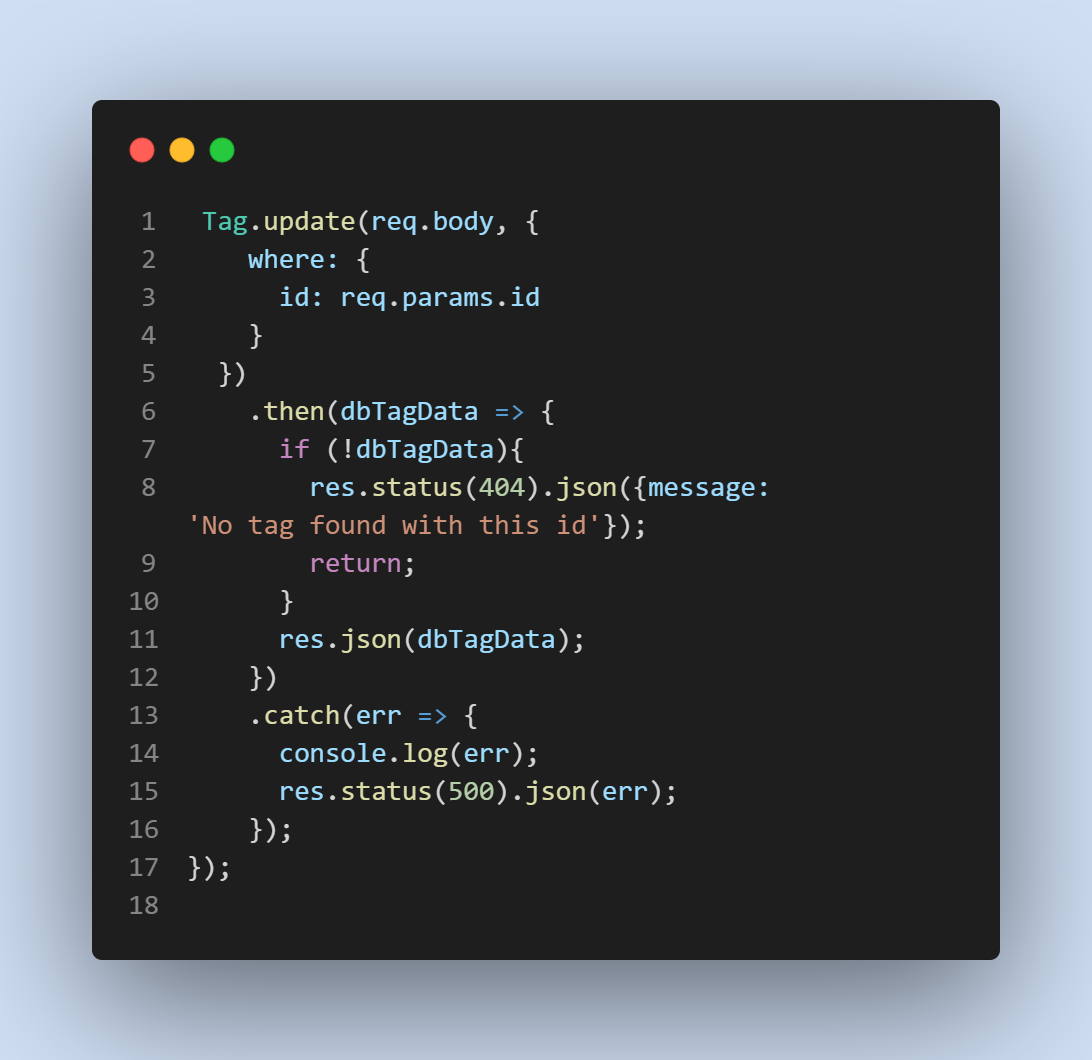 1 Tag.update(req.body, {
2 where: {
3 id: req.params.id
4 }
5 })
6 .then(dbTagData => {
7 if (!dbTagData){
8 res.status(404).json({message:
'No tag found with this id'});
9 return;
10 }
11 res.json(dbTagData);
12 })
13 .catch(err => {
14 console.log(err);
15 res.status(500).json(err);
16 });
17 });
18